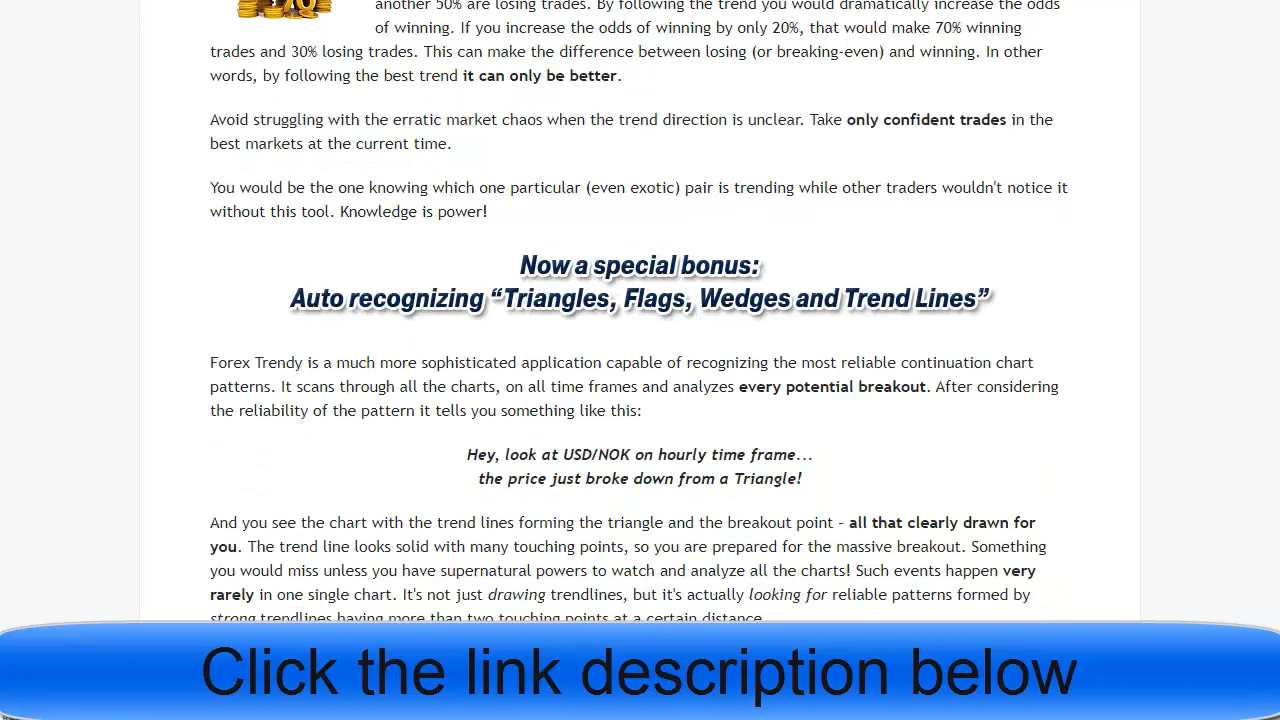 another 50% are losing trades. By following the trend you would dramatically increase the odds
of winning. If you increase the odds of winning by only 20%, that would make 70% winning
trades and 30% losing trades. This can make the difference between losing (or breaking-even) and winning. In other
words, by following the best trend it can only be better.
Avoid struggling with the erratic market chaos when the trend direction is unclear. Take only confident trades in the
best markets at the current time.
You would be the one knowing which one particular (even exotic) pair is trending while other traders wouldn't notice it
without this tool. Knowledge is power!
Now a special bonus:
Auto recognizing “Triangles, Flags, Wedges and Trend Lines”
Forex Trendy is a much more sophisticated application capable of recognizing the most reliable continuation chart
patterns. It scans through all the charts, on all time frames and analyzes every potential breakout. After considering
the reliability of the pattern it tells you something like this:
Hey, look at USD/NOK on hourly time frame...
the price just broke down from a Triangle!
And you see the chart with the trend lines forming the triangle and the breakout point – all that clearly drawn for
you. The trend line looks solid with many touching points, so you are prepared for the massive breakout. Something
you would miss unless you have supernatural powers to watch and analyze all the charts! Such events happen very
rarely in one single chart. It's not just drawing trendlines, but it's actually looking for reliable patterns formed by
strong trendlines having more than two touching points at a certain distance.
Click the link description below